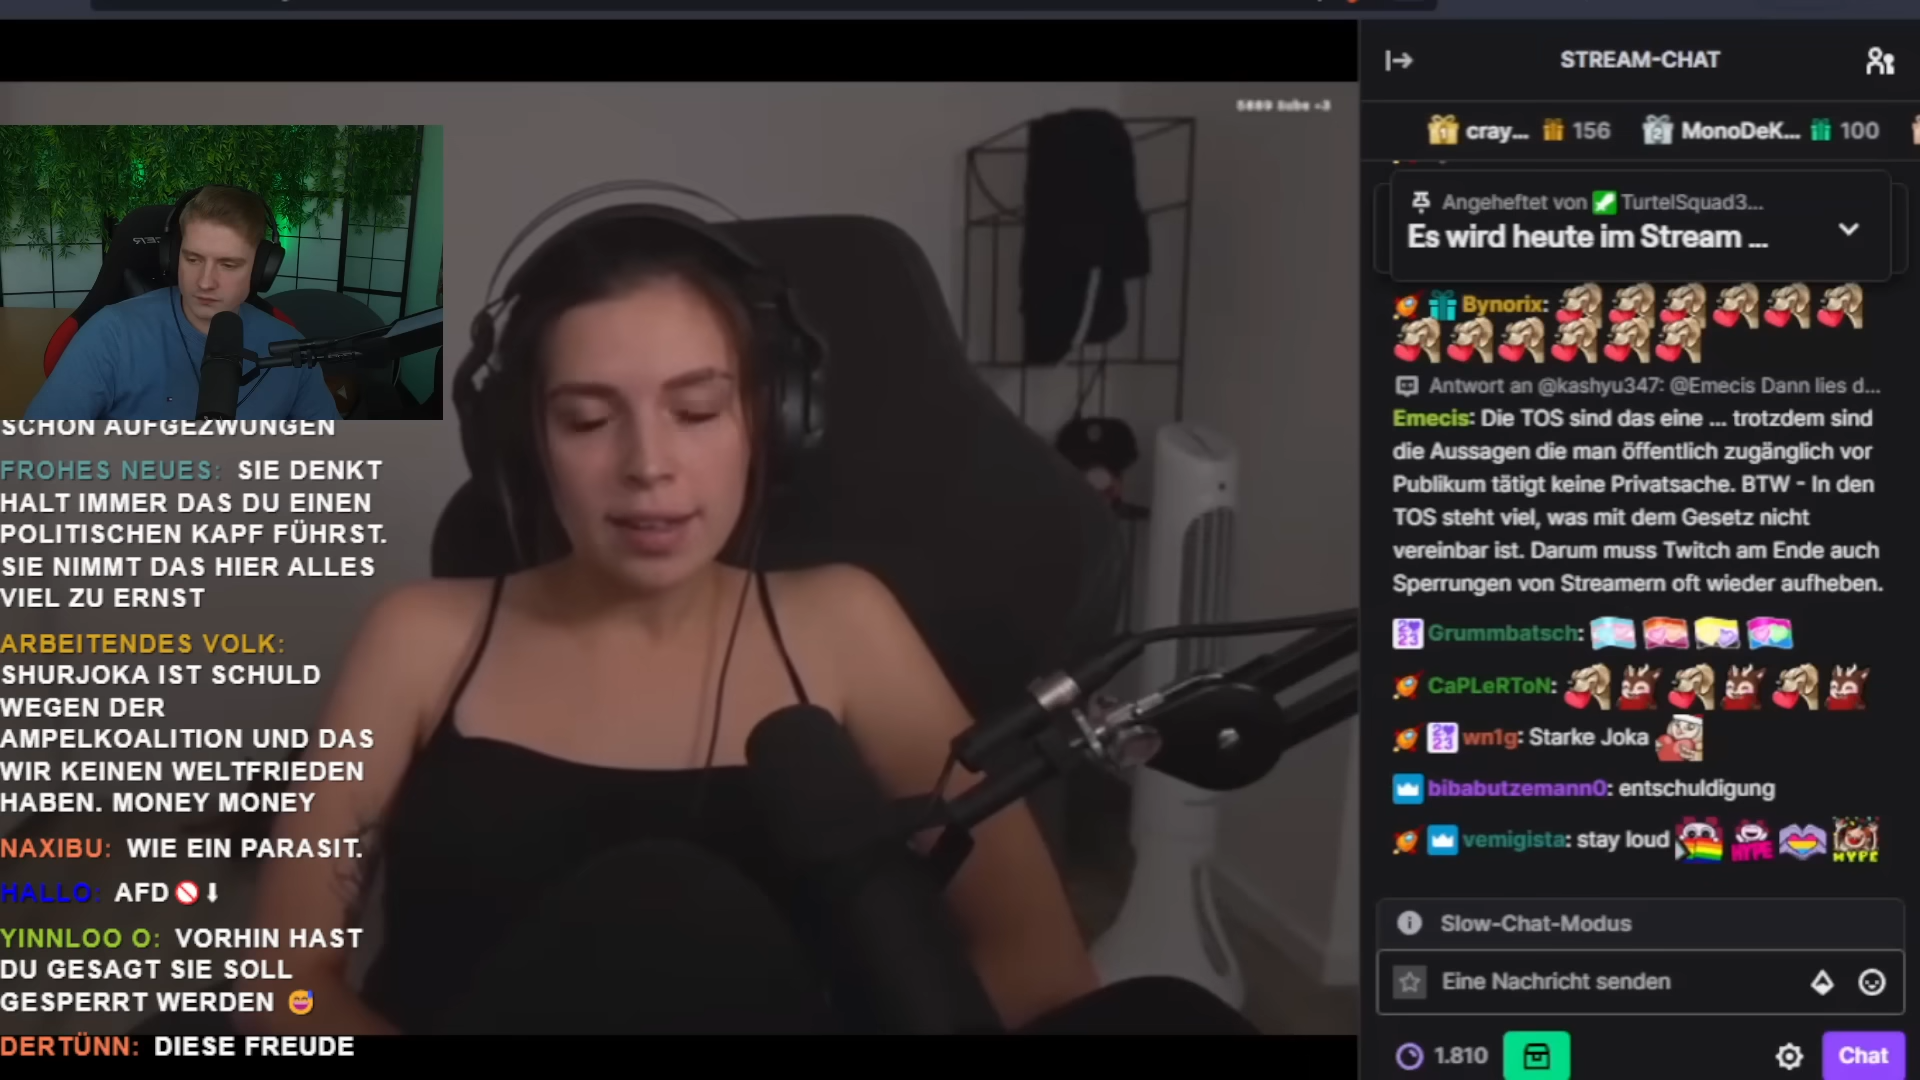 5889 Subs -3
SCHON AUFGEZWUNGEN
FROHES NEUES: SIE DENKT
HALT IMMER DAS DU EINEN
POLITISCHEN KAPF FÜHRST.
SIE NIMMT DAS HIER ALLES
VIEL ZU ERNST
ARBEITENDES VOLK:
SHURJOKA IST SCHULD
WEGEN DER
AMPELKOALITION UND DAS
WIR KEINEN WELTFRIEDEN
HABEN. MONEY MONEY
NAXIBU: WIE EIN PARASIT.
HALLO: AFD🚫⬇
YINNLOO O: VORHIN HAST
DU GESAGT SIE SOLL
GESPERRT WERDEN 😅
DERTÜNN: DIESE FREUDE
STREAM-CHAT
cray... 156 MonoDeK... 100
Angeheftet von TurtelSquad3...
Es wird heute im Stream ...
Bynorix:
Antwort an @kashyu347: @Emecis Dann lies d...
Emecis: Die TOS sind das eine ... trotzdem sind
die Aussagen die man öffentlich zugänglich vor
Publikum tätigt keine Privatsache. BTW - In den
TOS steht viel, was mit dem Gesetz nicht
vereinbar ist. Darum muss Twitch am Ende auch
Sperrungen von Streamern oft wieder aufheben.
Grummbatsch:
CaPLeRToN:
wn1g: Starke Joka
bibabutzemann0: entschuldigung
vemigista: stay loud HYPE HYPE
Slow-Chat-Modus
Eine Nachricht senden
1.810 Chat